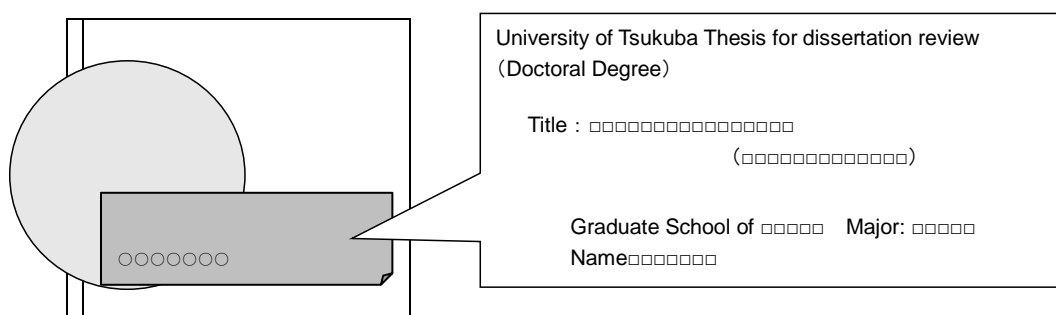 University of Tsukuba Thesis for dissertation review
（Doctoral Degree）
Title：□□□□□□□□□□□□□□□□
（□□□□□□□□□□□□□）
Graduate School of □□□□□ Major: □□□□□
Name□□□□□□□
○○○○○○○